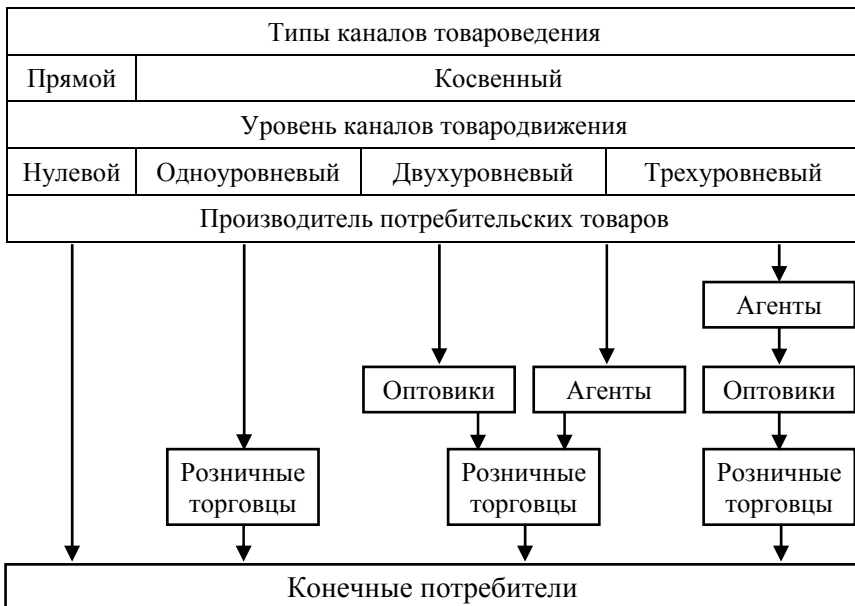 Типы каналов товароведения
Прямой Косвенный
Уровень каналов товародвижения
Нулевой Одноуровневый Двухуровневый Трехуровневый
Производитель потребительских товаров
Агенты
Оптовики Агенты Оптовики
Розничные Розничные Розничные
торговцы торговцы торговцы
Конечные потребители